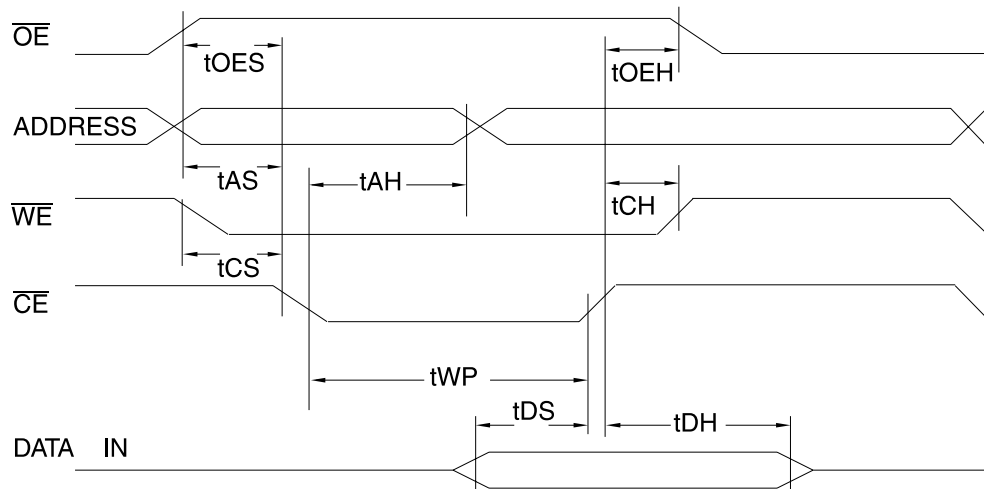 OE
tOES
tOEH
ADDRESS
tAS
tAH
tCH
WE
tCS
CE
tWP
tDS
tDH
DATA IN